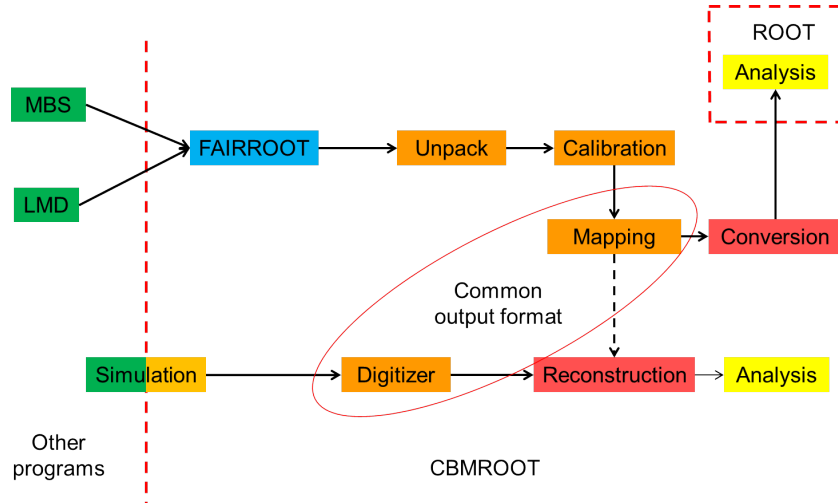 ROOT
Analysis
MBS
FAIRROOT
Unpack
Calibration
LMD
Mapping
Conversion
Common
output format
Simulation
Digitizer
Reconstruction
Analysis
Other
programs
CBMROOT